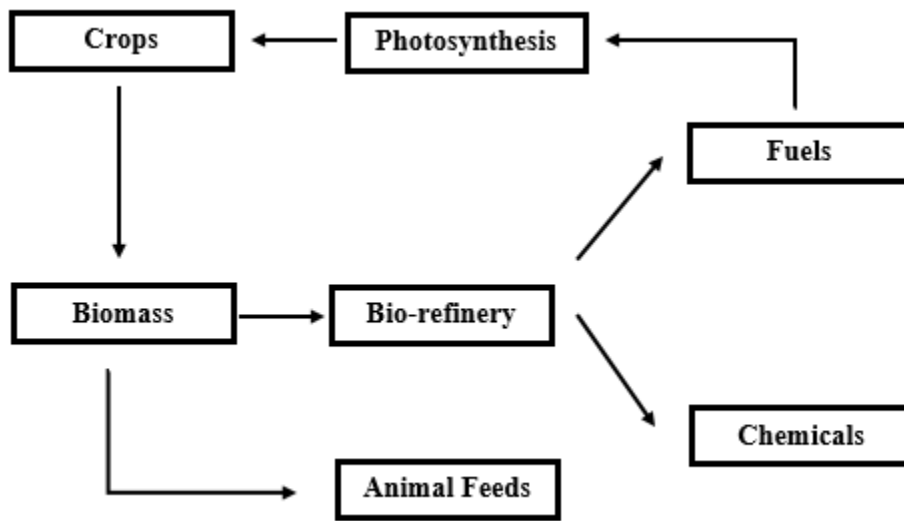 Crops
Photosynthesis
Fuels
Biomass
Bio-refinery
Chemicals
Animal Feeds